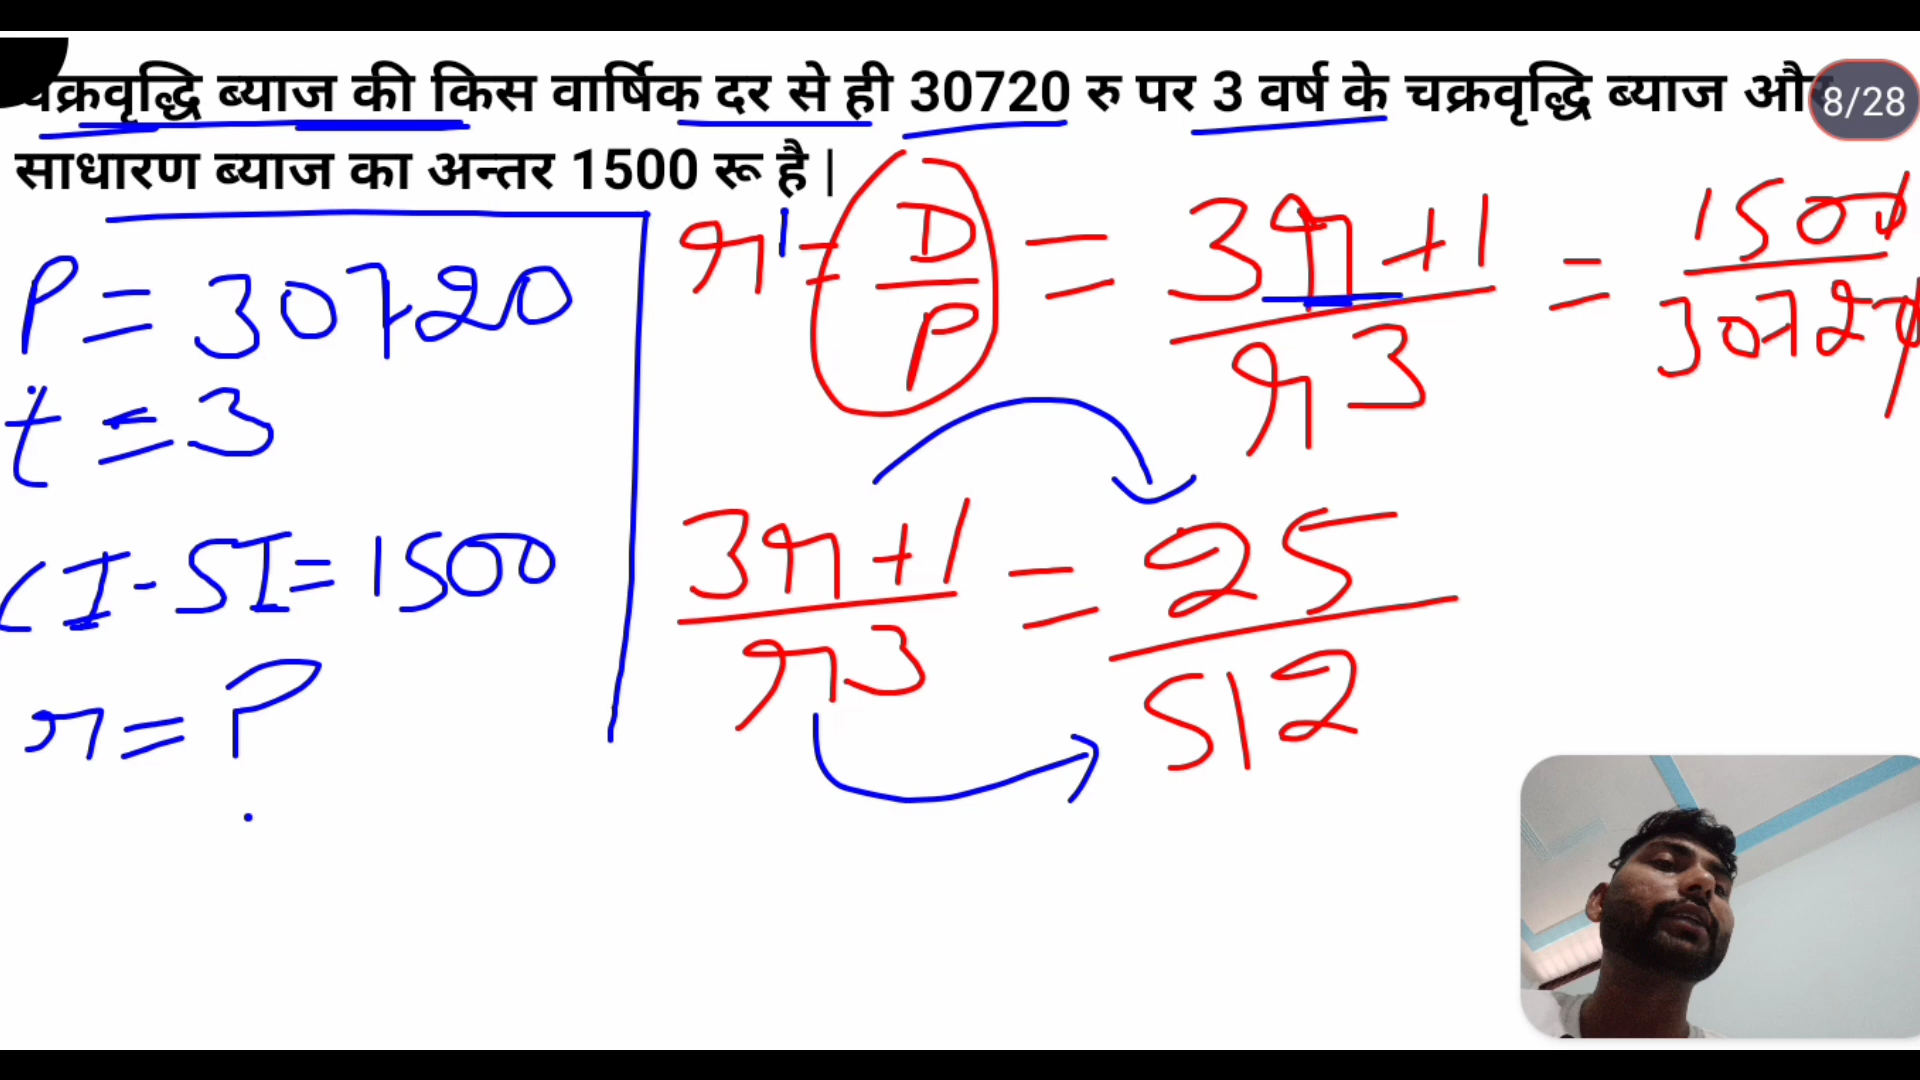 चक्रवृद्धि ब्याज की किस वार्षिक दर से ही 30720 रु पर 3 वर्ष के चक्रवृद्धि ब्याज और
8/28
साधारण ब्याज का अन्तर 1500 रू है |
P = 30720
t = 3
CI - SI = 1500
r = ?
r' = D/P = 3r+1/r3 = 1500/30720
3r+1/r3 = 25/512